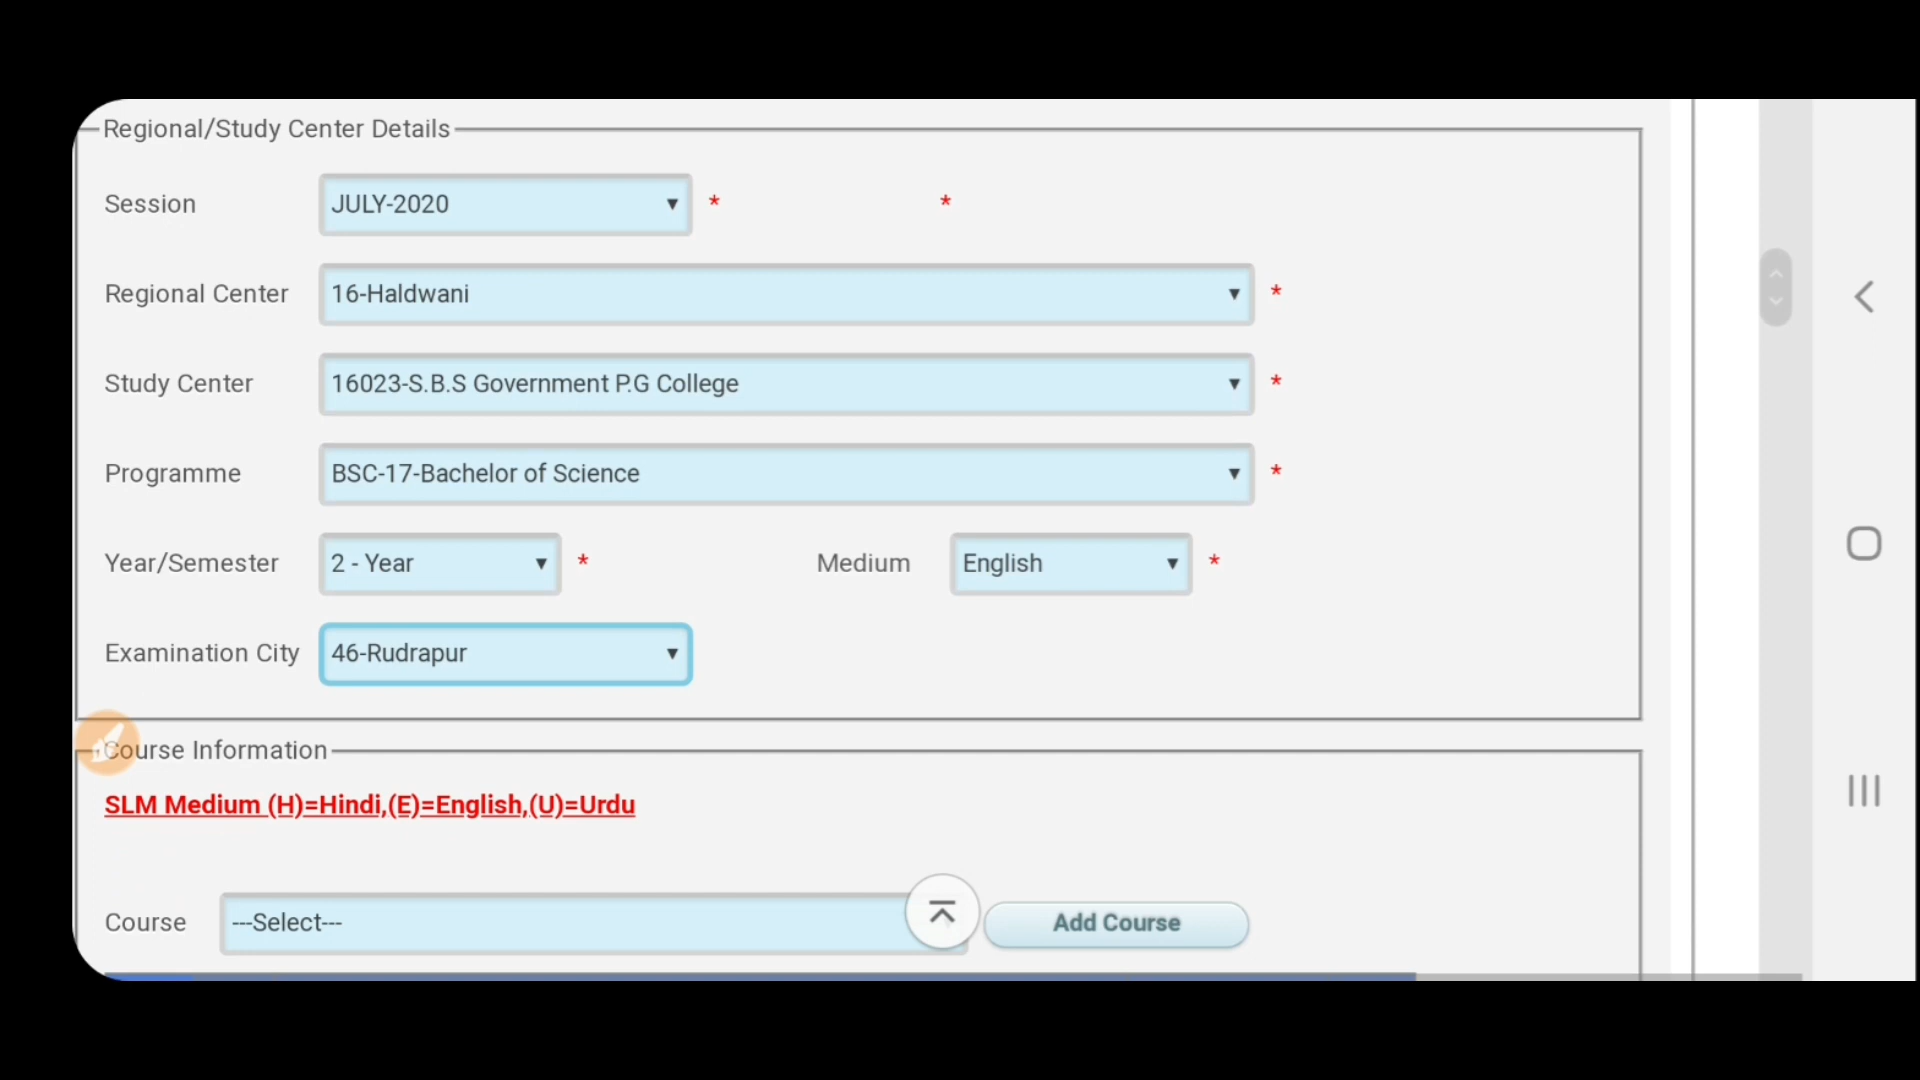 Regional/Study Center Details
Session JULY-2020 * *
Regional Center 16-Haldwani *
Study Center 16023-S.B.S Government P.G College *
Programme BSC-17-Bachelor of Science *
Year/Semester 2 - Year * Medium English *
Examination City 46-Rudrapur
Course Information
SLM Medium (H)=Hindi,(E)=English,(U)=Urdu
Course ---Select--- Add Course